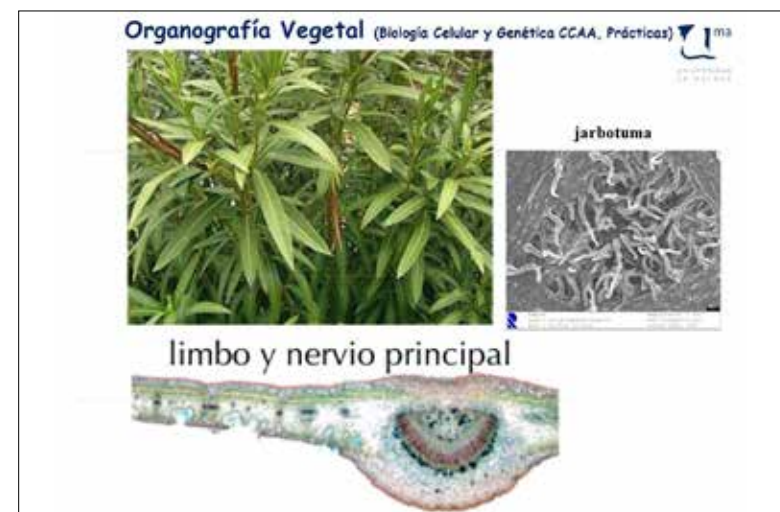 Organografía Vegetal (Biología Celular y Genética CCAA, Prácticas)
ma
jarbotuma
limbo y nervio principal